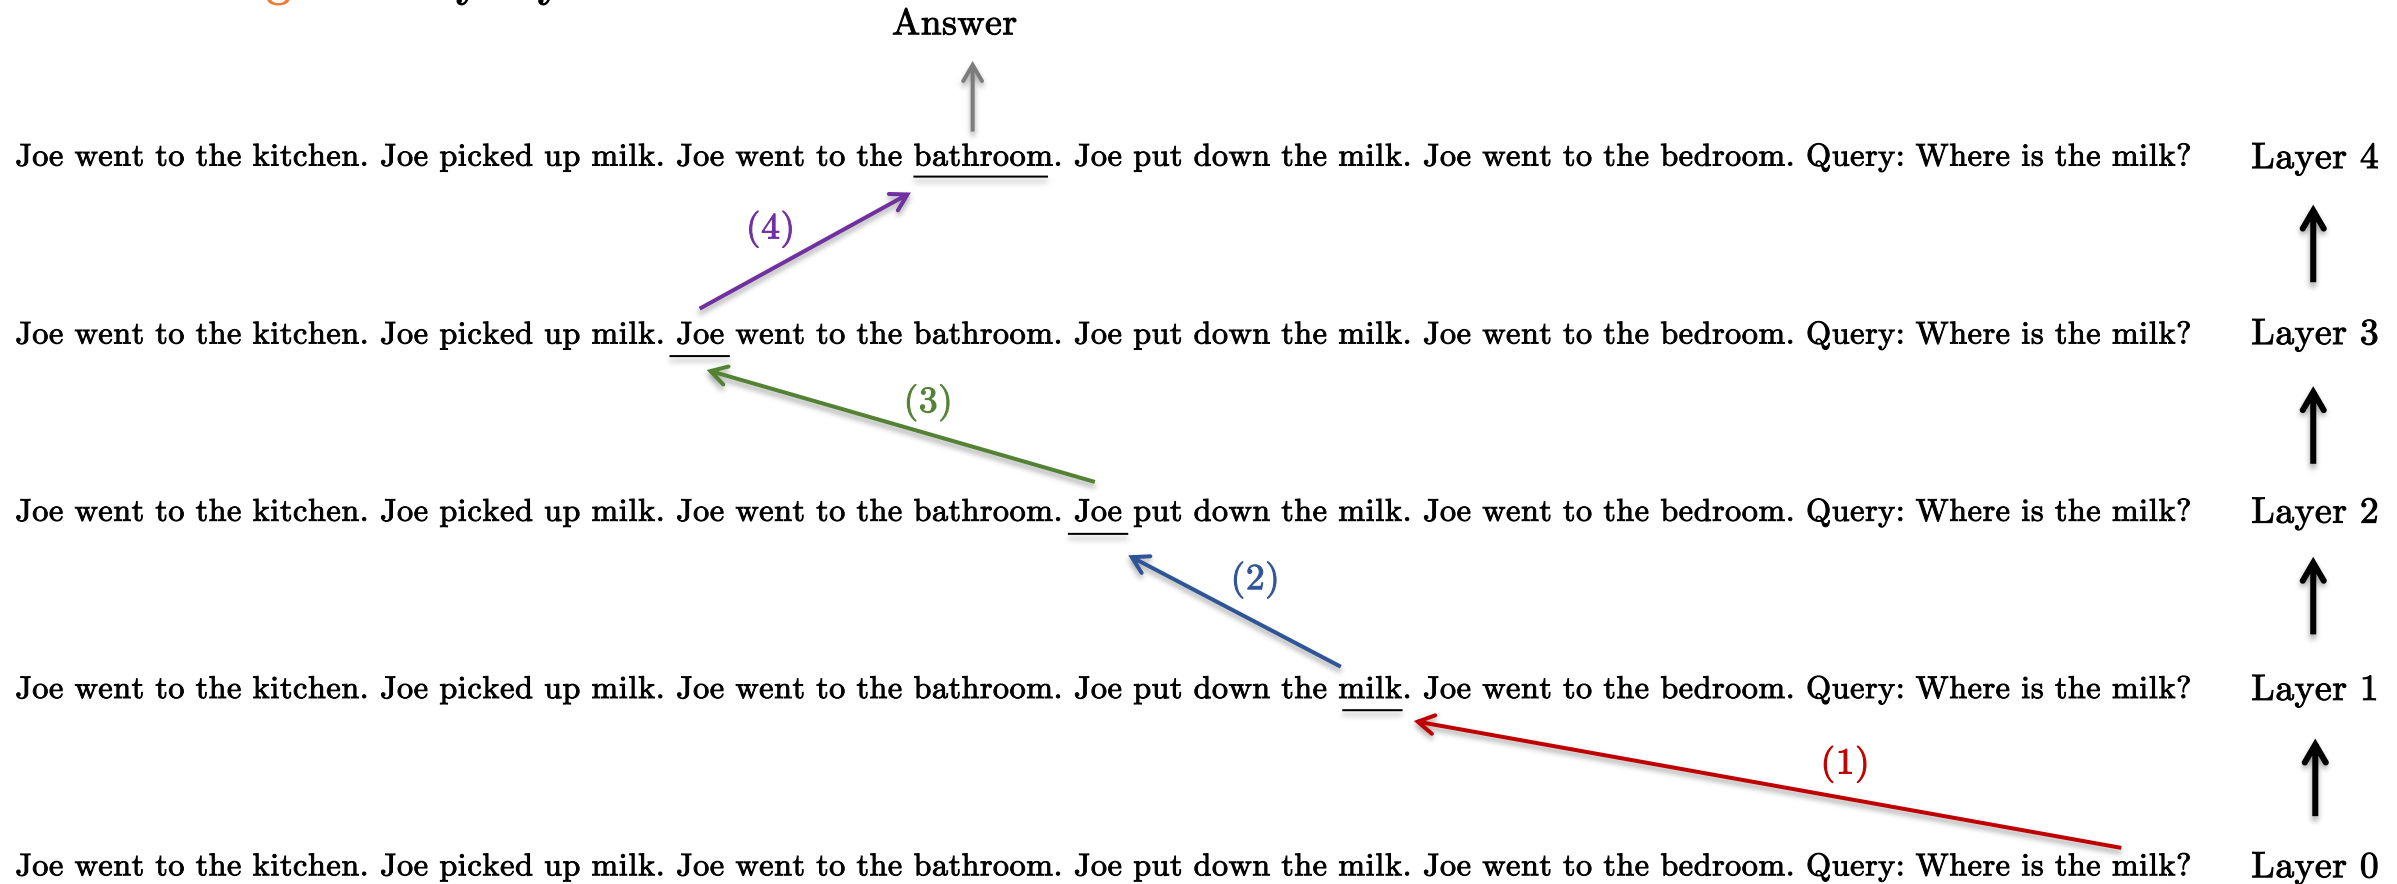 Answer
Joe went to the kitchen. Joe picked up milk. Joe went to the bathroom. Joe put down the milk. Joe went to the bedroom. Query: Where is the milk? Layer 4
(4)
Joe went to the kitchen. Joe picked up milk. Joe went to the bathroom. Joe put down the milk. Joe went to the bedroom. Query: Where is the milk? Layer 3
(3)
Joe went to the kitchen. Joe picked up milk. Joe went to the bathroom. Joe put down the milk. Joe went to the bedroom. Query: Where is the milk? Layer 2
(2)
Joe went to the kitchen. Joe picked up milk. Joe went to the bathroom. Joe put down the milk. Joe went to the bedroom. Query: Where is the milk? Layer 1
(1)
Joe went to the kitchen. Joe picked up milk. Joe went to the bathroom. Joe put down the milk. Joe went to the bedroom. Query: Where is the milk? Layer 0